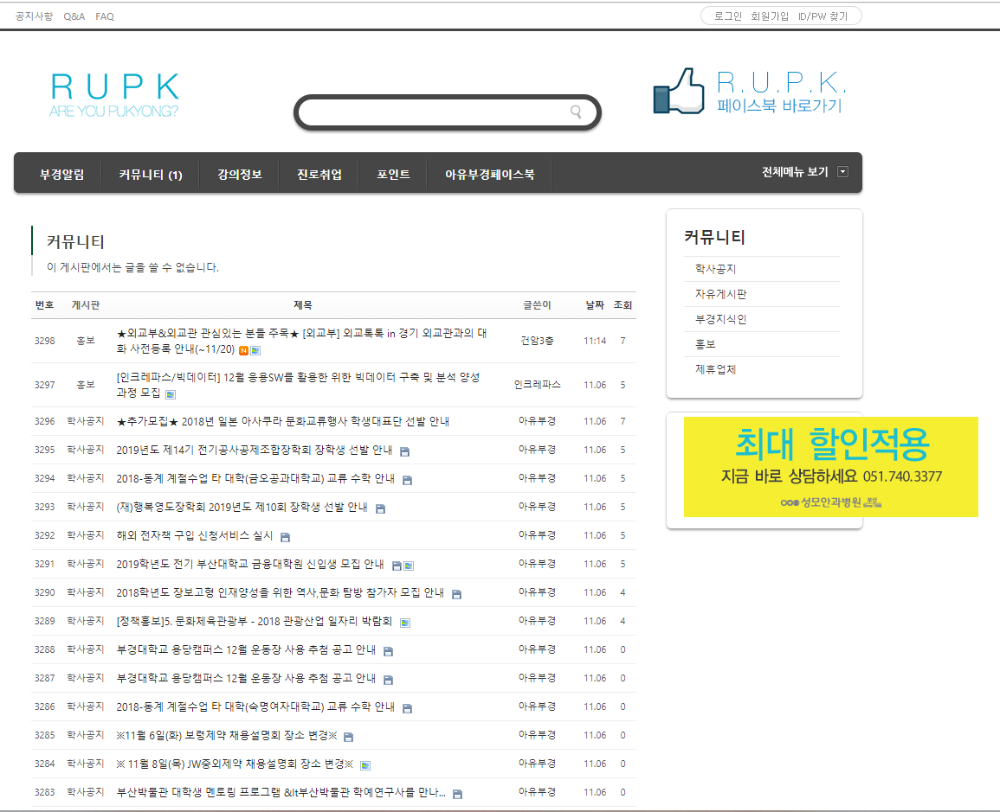 공지사항 Q&A FAQ
로그인 회원가입 ID/PW 찾기
R U P K
ARE YOU PUKYONG?
R.U.P.K.
페이스북 바로가기
부경알림 커뮤니티 (1) 강의정보 진로취업 포인트 아유부경페이스북 전체메뉴 보기
커뮤니티
이 게시판에서는 글을 쓸 수 없습니다.
번호 게시판 제목 글쓴이 날짜 조회
3298 홍보 ★외교부&외교관 관심있는 분들 주목★ [외교부] 외교톡톡 in 경기 외교관과의 대
화 사전등록 안내(~11/20) N 건암3층 11:14 7
3297 홍보 [인크레파스/빅데이터] 12월 응용SW를 활용한 위한 빅데이터 구축 및 분석 양성
과정 모집 인크레파스 11.06 5
3296 학사공지 ★추가모집★ 2018년 일본 아사쿠라 문화교류행사 학생대표단 선발 안내 아유부경 11.06 7
3295 학사공지 2019년도 제14기 전기공사공제조합장학회 장학생 선발 안내 아유부경 11.06 5
3294 학사공지 2018-동계 계절수업 타 대학(금오공과대학교) 교류 수학 안내 아유부경 11.06 5
3293 학사공지 (재)행복영도장학회 2019년도 제10회 장학생 선발 안내 아유부경 11.06 5
3292 학사공지 해외 전자책 구입 신청서비스 실시 아유부경 11.06 5
3291 학사공지 2019학년도 전기 부산대학교 금융대학원 신입생 모집 안내 아유부경 11.06 5
3290 학사공지 2018학년도 장보고형 인재양성을 위한 역사,문화 탐방 참가자 모집 안내 아유부경 11.06 4
3289 학사공지 [정책홍보]5. 문화체육관광부 - 2018 관광산업 일자리 박람회 아유부경 11.06 4
3288 학사공지 부경대학교 용당캠퍼스 12월 운동장 사용 추첨 공고 안내 아유부경 11.06 0
3287 학사공지 부경대학교 용당캠퍼스 12월 운동장 사용 추첨 공고 안내 아유부경 11.06 0
3286 학사공지 2018-동계 계절수업 타 대학(숙명여자대학교) 교류 수학 안내 아유부경 11.06 0
3285 학사공지 ※11월 6일(화) 보령제약 채용설명회 장소 변경※ 아유부경 11.06 0
3284 학사공지 ※ 11월 8일(목) JW중외제약 채용설명회 장소 변경※ 아유부경 11.06 0
3283 학사공지 부산박물관 대학생 멘토링 프로그램 &lt부산박물관 학예연구사를 만나... 아유부경 11.06 0
커뮤니티
학사공지
자유게시판
부경지식인
홍보
제휴업체
최대 할인적용
지금 바로 상담하세요 051.740.3377
성모안과병원